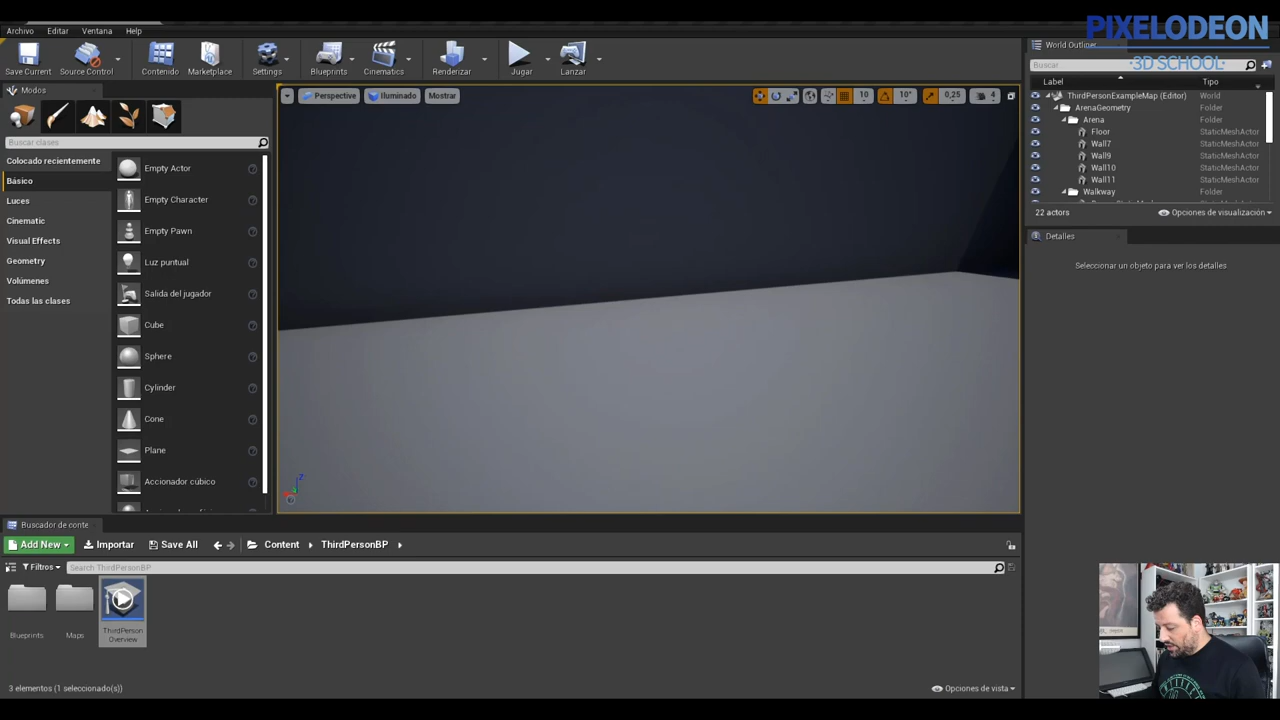 PIXELODEON
3D SCHOOL
Archivo Editar Ventana Help
Save Current Source Control Contenido Marketplace Settings Blueprints Cinematics Renderizar Jugar Lanzar
World Outliner
Buscar
Label Tipo
ThirdPersonExampleMap (Editor) World
ArenaGeometry Folder
Arena Folder
Floor StaticMeshActor
Wall7 StaticMeshActor
Wall9 StaticMeshActor
Wall10 StaticMeshActor
Wall11 StaticMeshActor
Walkway Folder
22 actors Opciones de visualización
Detalles
Seleccionar un objeto para ver los detalles
Modos
Buscar clases
Colocado recientemente
Básico
Luces
Cinematic
Visual Effects
Geometry
Volúmenes
Todas las clases
Empty Actor
Empty Character
Empty Pawn
Luz puntual
Salida del jugador
Cube
Sphere
Cylinder
Cone
Plane
Accionador cúbico
Perspective Iluminado Mostrar
10 10° 0,25 4
Z
Buscador de conte
Add New Importar Save All Content ThirdPersonBP
Filtros Search ThirdPersonBP
Blueprints
Maps
ThirdPerson
Overview
3 elementos (1 seleccionado(s)) Opciones de vista